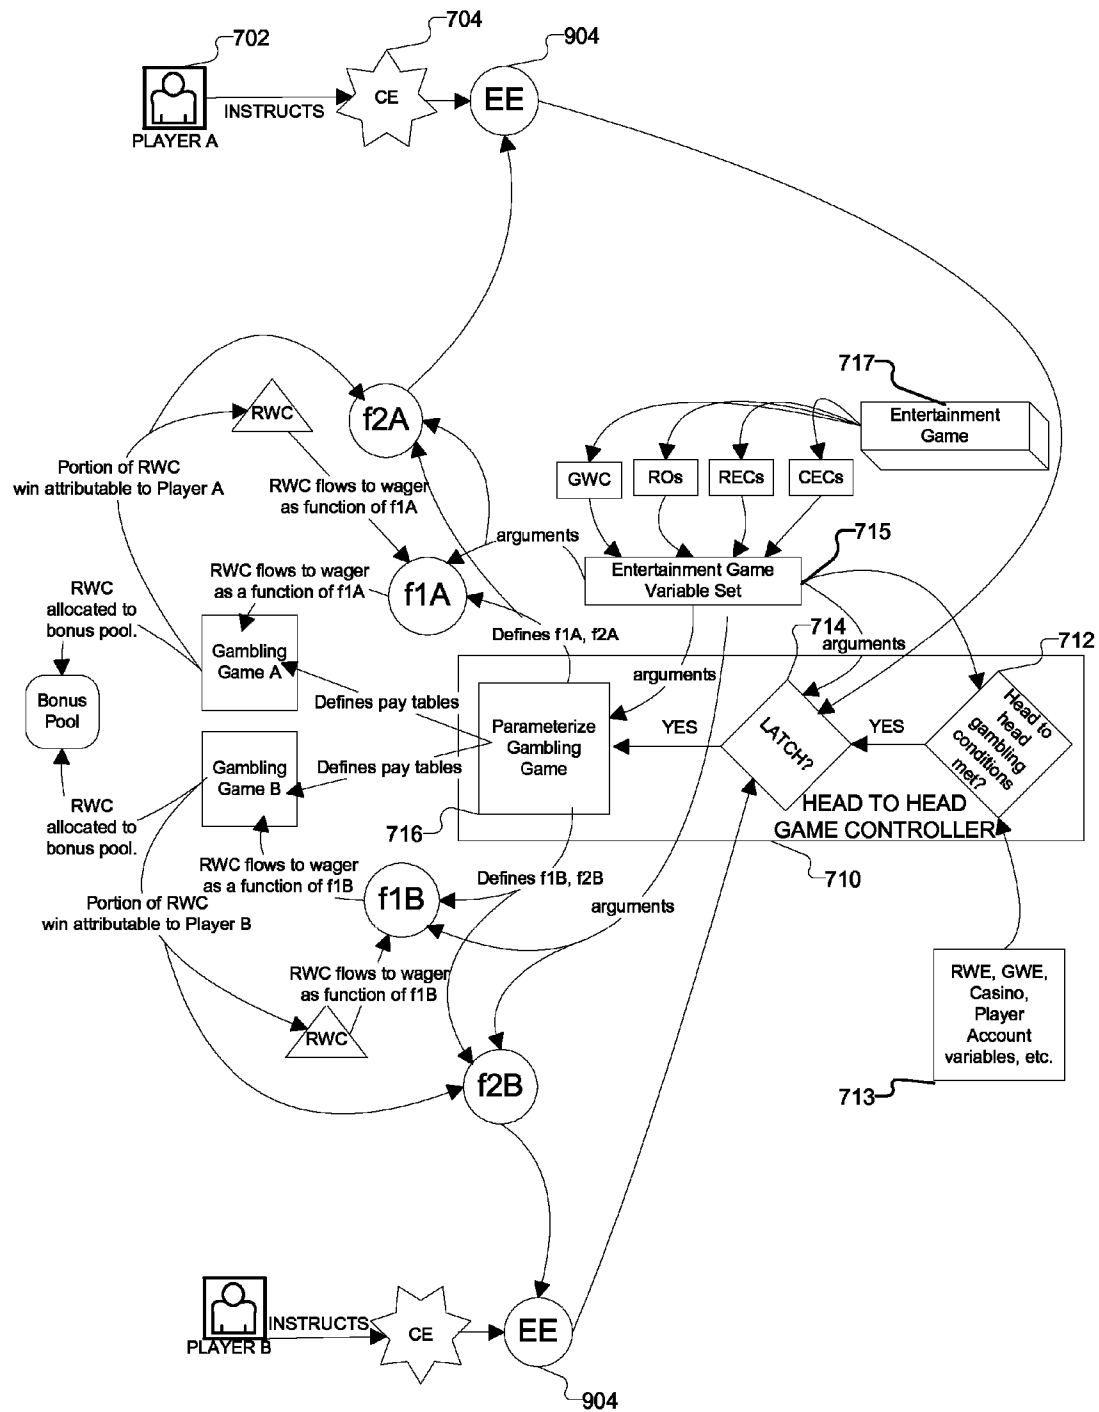 702
704
904
CE
EE
INSTRUCTS
PLAYER A
717
Entertainment
Game
RWC
f2A
GWC
ROs
RECs
CECs
Portion of RWC
win attributable to Player A
RWC flows to wager
as function of f1A
arguments
715
Entertainment Game
Variable Set
RWC flows to wager
as a function of f1A
f1A
RWC
allocated to
bonus pool.
Defines f1A, f2A
714
arguments
712
Gambling
Game A
arguments
Bonus
Pool
Defines pay tables
Parameterize
Gambling
Game
YES
LATCH?
YES
Head to
head
gambling
conditions
met?
Gambling
Game B
Defines pay tables
RWC
allocated to
bonus pool.
716
HEAD TO HEAD
GAME CONTROLLER
710
RWC flows to wager
as a function of f1B
f1B
Defines f1B, f2B
arguments
Portion of RWC
win attributable to Player B
RWC flows to wager
as function of f1B
RWC
RWE, GWE,
Casino,
Player
Account
variables, etc.
713
f2B
INSTRUCTS
PLAYER B
CE
EE
904